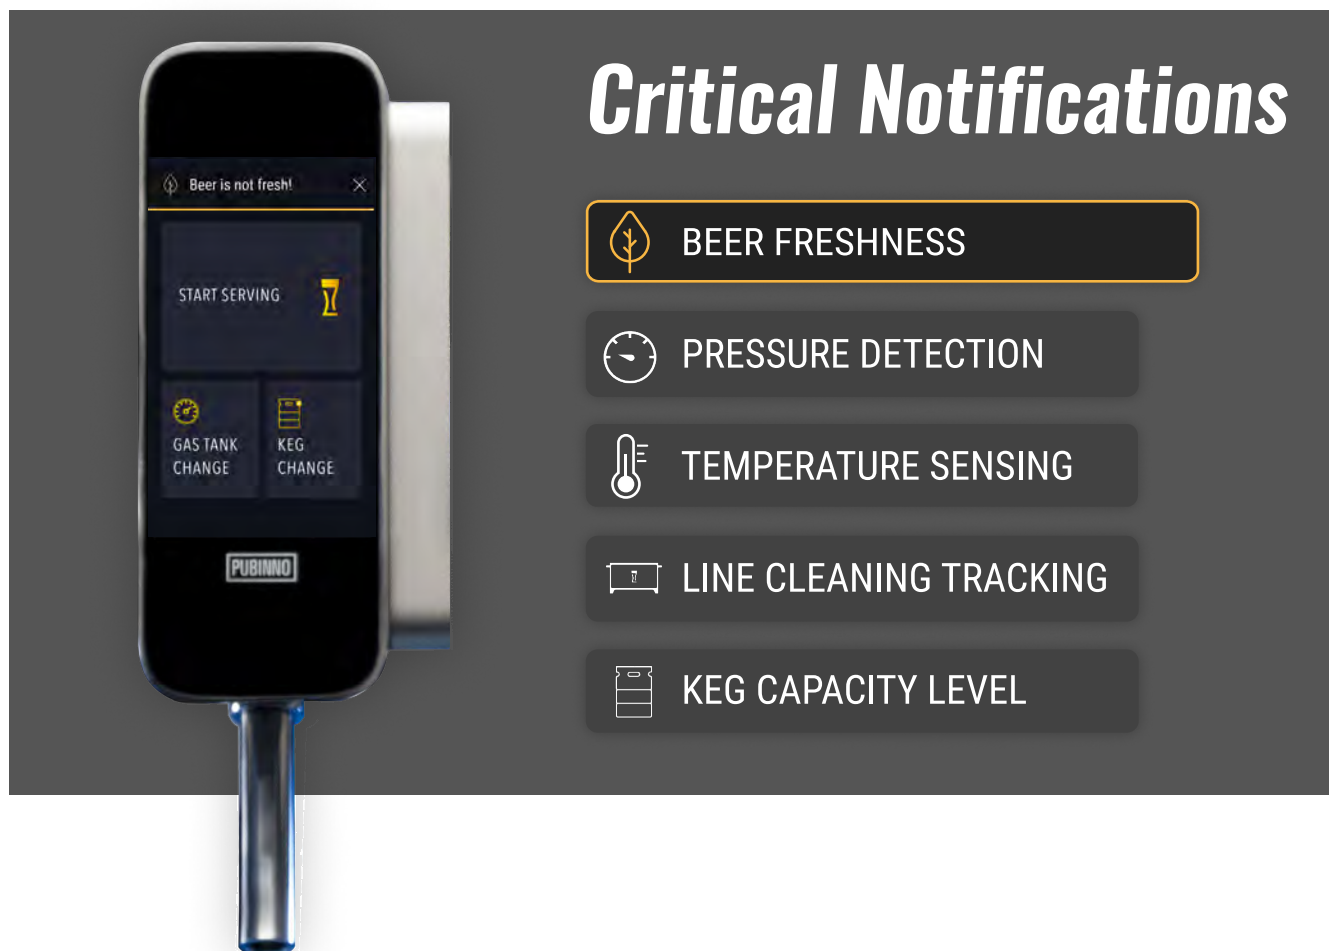 Critical Notifications
Beer is not fresh!
START SERVING
GAS TANK
CHANGE
KEG
CHANGE
PUBINNO
BEER FRESHNESS
PRESSURE DETECTION
TEMPERATURE SENSING
LINE CLEANING TRACKING
KEG CAPACITY LEVEL